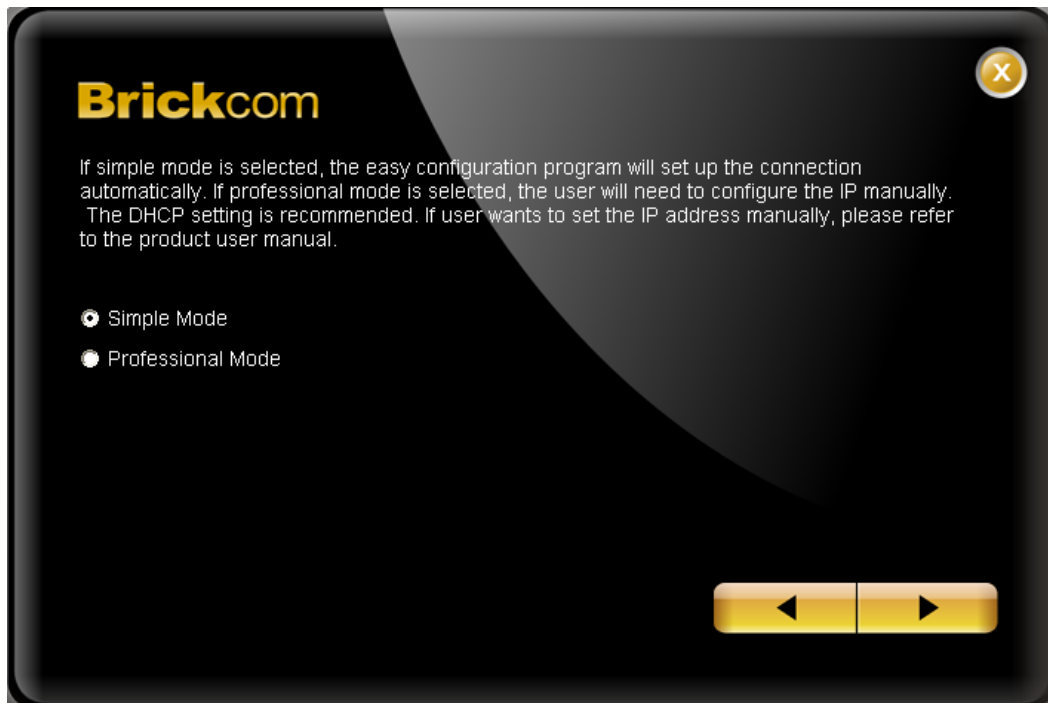 Brickcom
If simple mode is selected, the easy configuration program will set up the connection
automatically. If professional mode is selected, the user will need to configure the IP manually.
The DHCP setting is recommended. If user wants to set the IP address manually, please refer
to the product user manual.
Simple Mode
Professional Mode
X